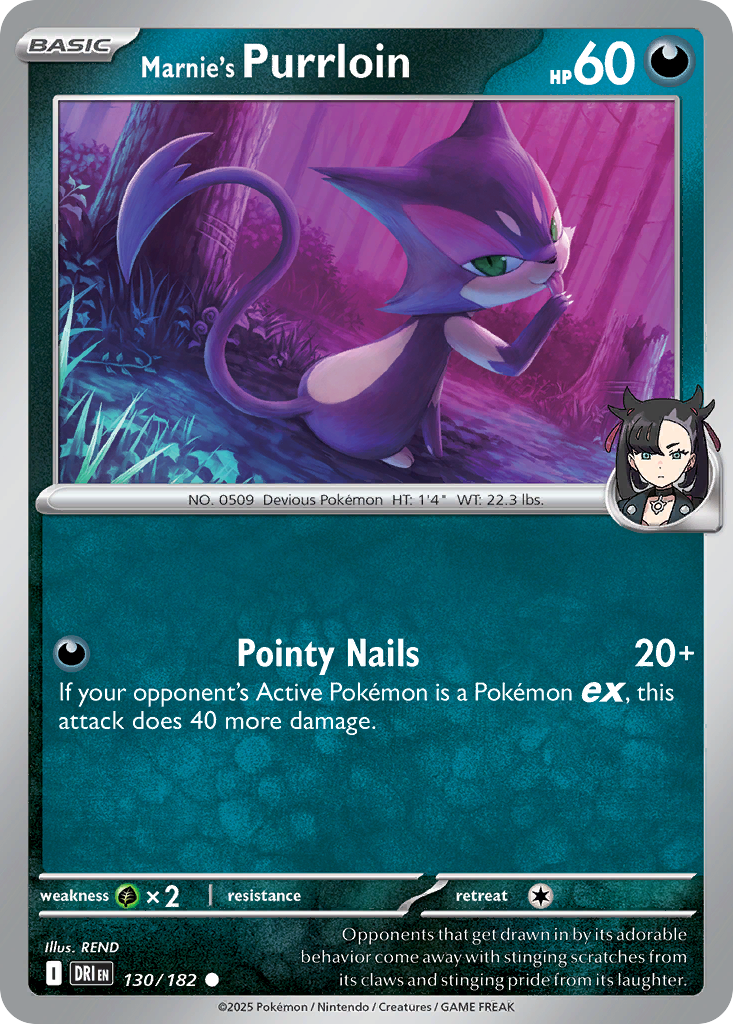 BASIC
Marnie's Purrloin
HP 60
NO. 0509 Devious Pokémon HT: 1'4" WT: 22.3 lbs.
Pointy Nails 20+
If your opponent's Active Pokémon is a Pokémon ex, this
attack does 40 more damage.
weakness ×2 resistance retreat
Illus. REND
Opponents that get drawn in by its adorable
behavior come away with stinging scratches from
its claws and stinging pride from its laughter.
I DRI EN 130/182
©2025 Pokémon / Nintendo / Creatures / GAME FREAK